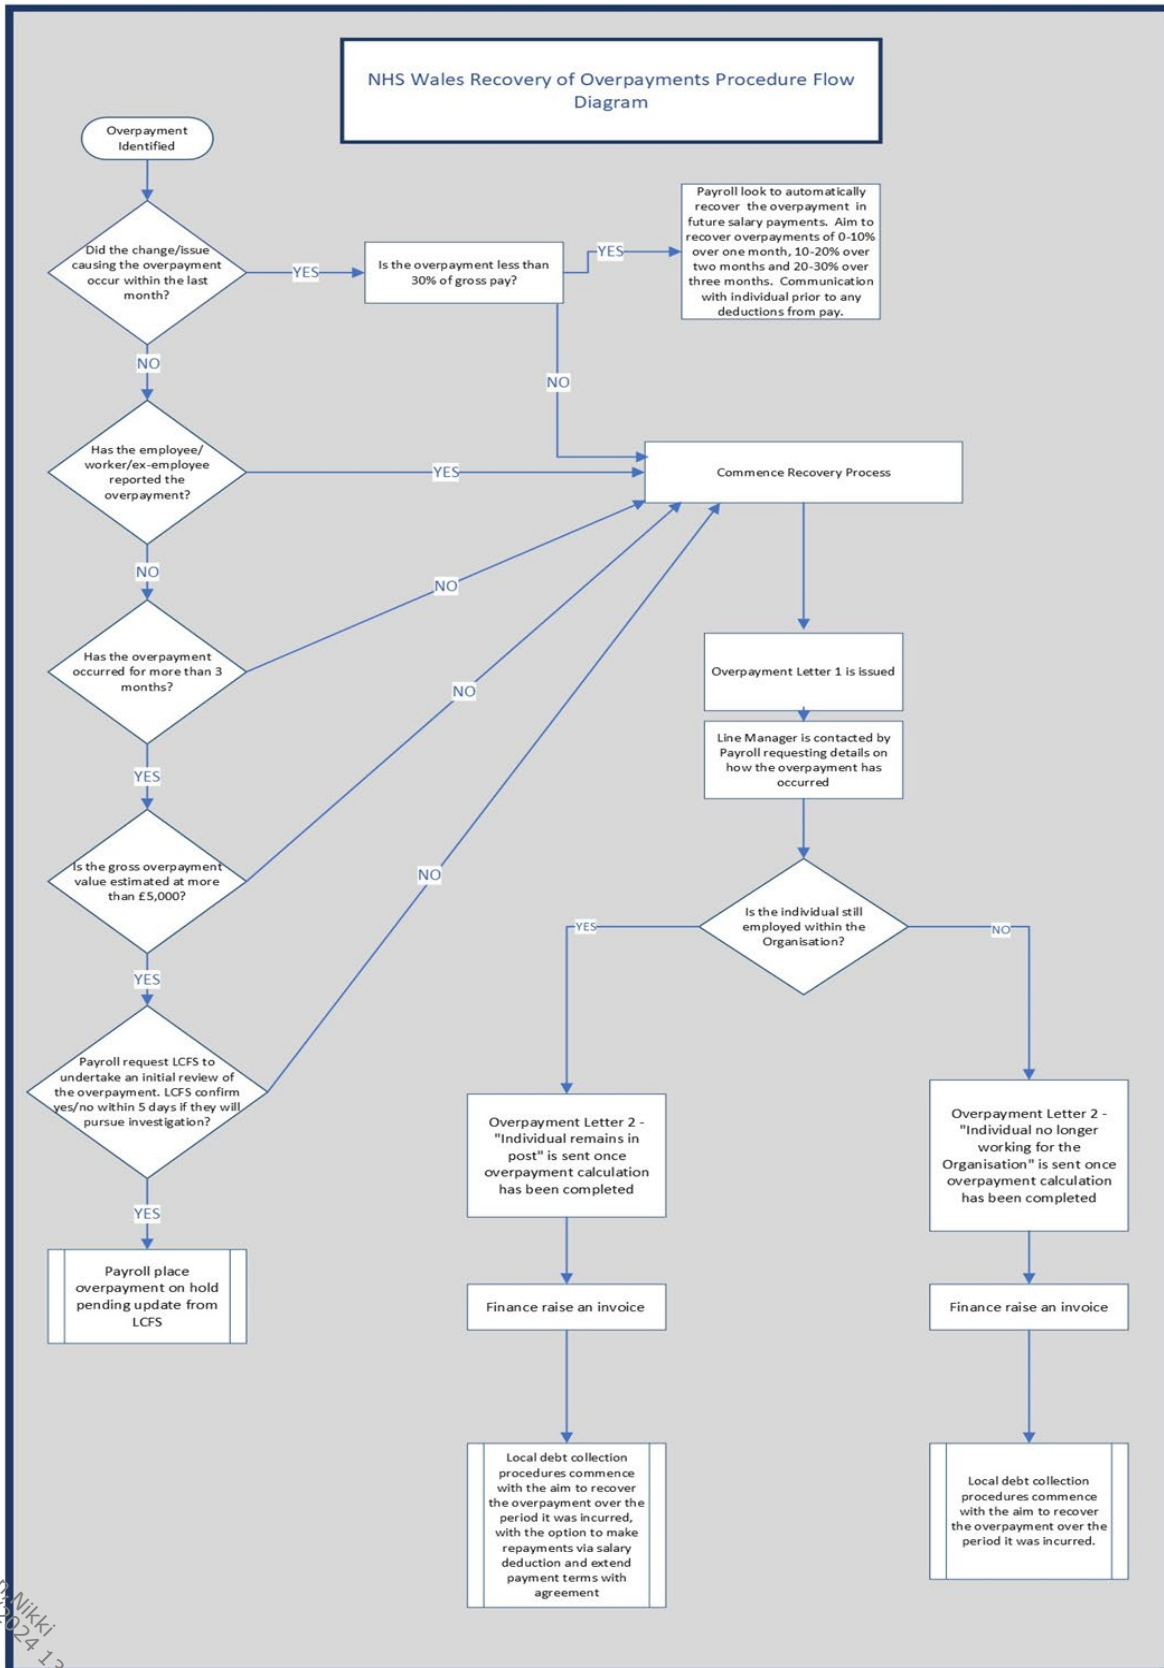 NHS Wales Recovery of Overpayments Procedure Flow
Diagram
Overpayment
Identified
Did the change/issue
causing the overpayment
occur within the last
month?
YES
Is the overpayment less than
30% of gross pay?
YES
Payroll look to automatically
recover the overpayment in
future salary payments. Aim to
recover overpayments of 0-10%
over one month, 10-20% over
two months and 20-30% over
three months. Communication
with individual prior to any
deductions from pay.
NO
NO
Has the employee/
worker/ex-employee
reported the
overpayment?
YES
Commence Recovery Process
NO
NO
Has the overpayment
occurred for more than 3
months?
NO
YES
Is the gross overpayment
value estimated at more
than £5,000?
NO
YES
Payroll request LCFS to
undertake an initial review of
the overpayment. LCFS confirm
yes/no within 5 days if they will
pursue investigation?
YES
Payroll place
overpayment on hold
pending update from
LCFS
Overpayment Letter 1 is issued
Line Manager is contacted by
Payroll requesting details on
how the overpayment has
occurred
Is the individual still
employed within the
Organisation?
YES
NO
Overpayment Letter 2 -
"Individual remains in
post" is sent once
overpayment calculation
has been completed
Finance raise an invoice
Local debt collection
procedures commence
with the aim to recover
the overpayment over the
period it was incurred,
with the option to make
repayments via salary
deduction and extend
payment terms with
agreement
Overpayment Letter 2 -
"Individual no longer
working for the
Organisation" is sent once
overpayment calculation
has been completed
Finance raise an invoice
Local debt collection
procedures commence
with the aim to recover
the overpayment over the
period it was incurred.
Nikki